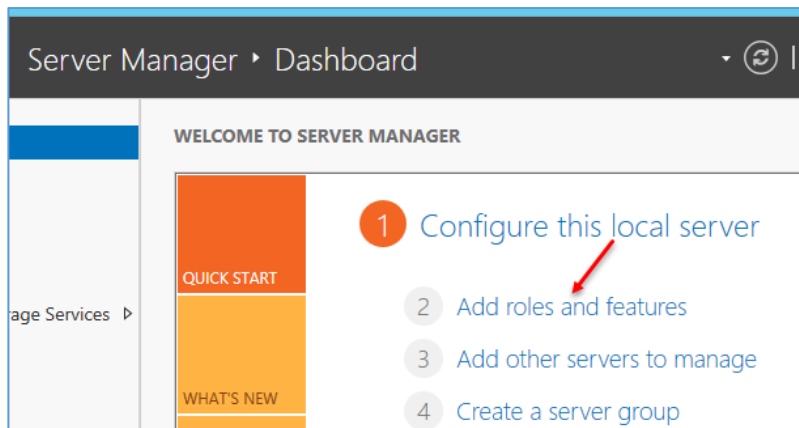 Server Manager ‣ Dashboard
WELCOME TO SERVER MANAGER
1 Configure this local server
QUICK START
2 Add roles and features
age Services
3 Add other servers to manage
WHAT'S NEW
4 Create a server group